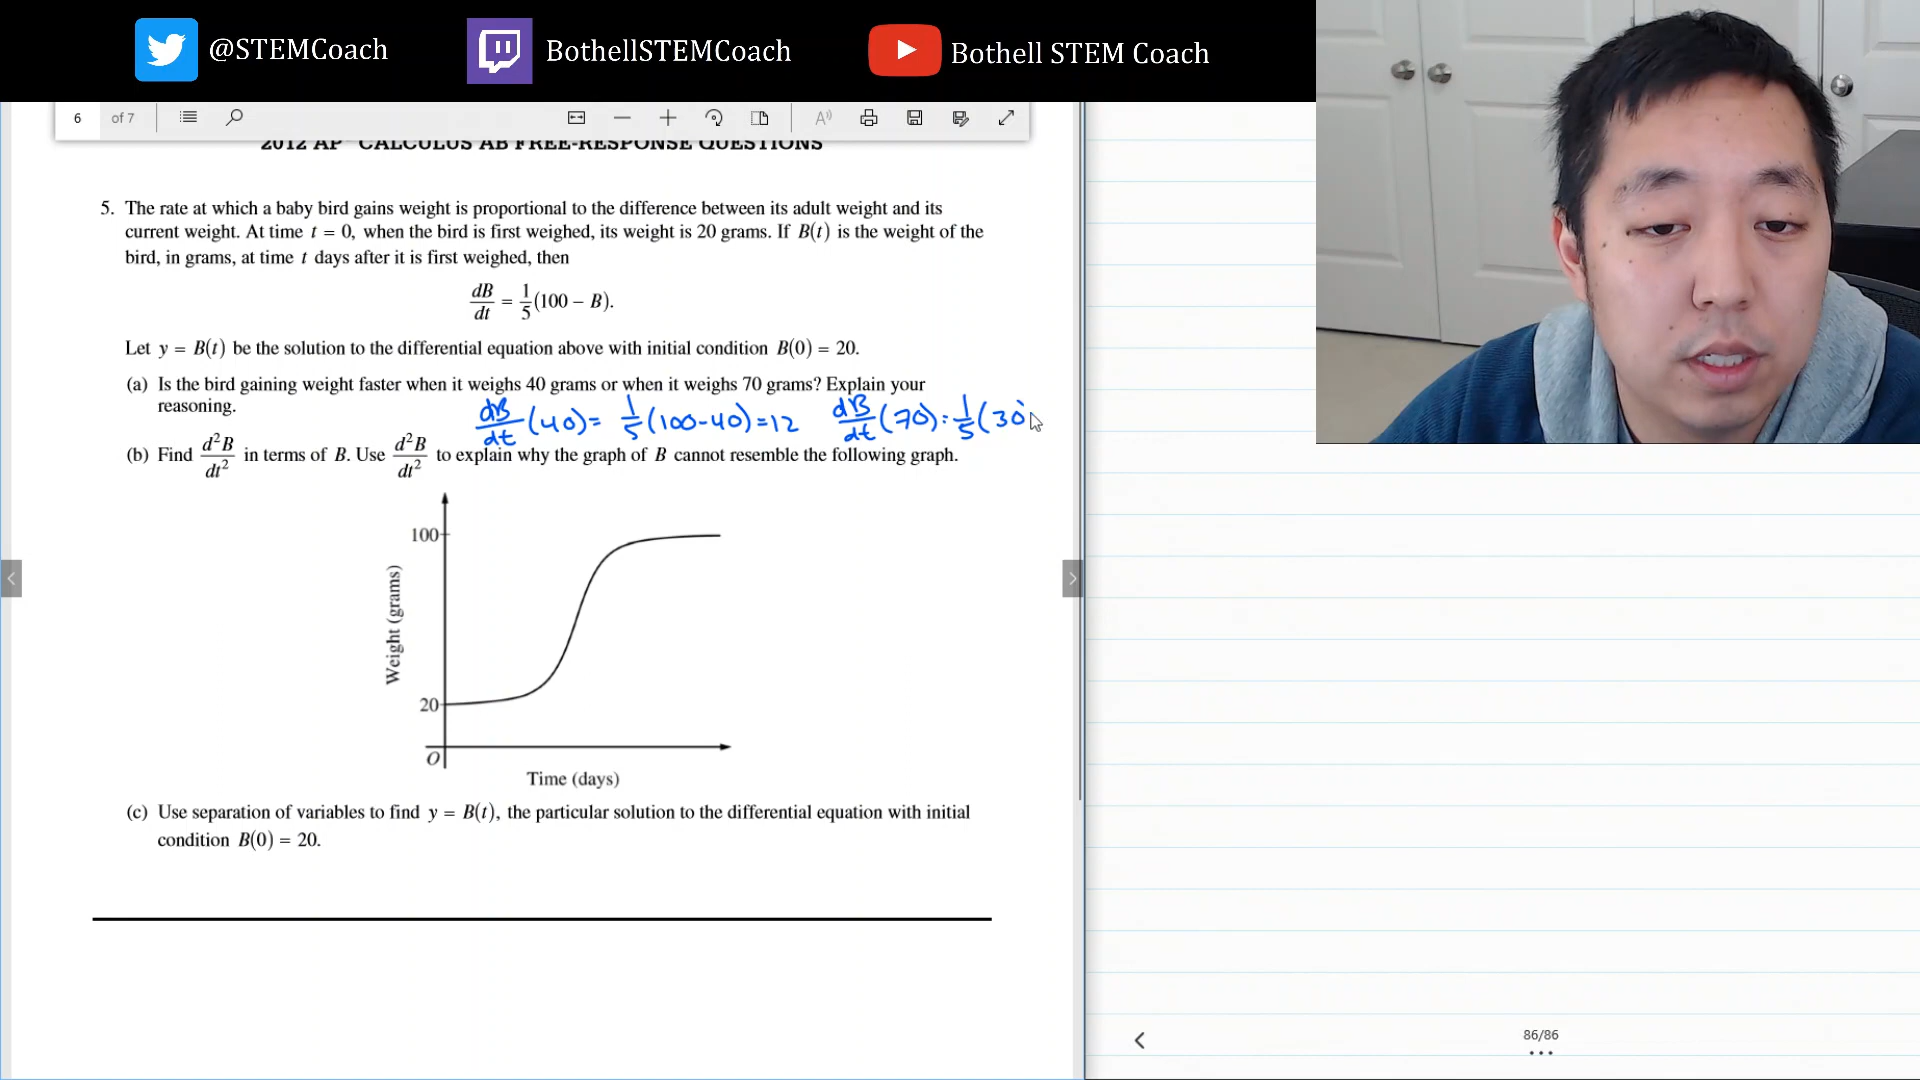 @STEMCoach BothellSTEMCoach Bothell STEM Coach
6 of 7
2012 AP® CALCULUS AB FREE-RESPONSE QUESTIONS
5. The rate at which a baby bird gains weight is proportional to the difference between its adult weight and its
current weight. At time t = 0, when the bird is first weighed, its weight is 20 grams. If B(t) is the weight of the
bird, in grams, at time t days after it is first weighed, then
dB/dt = 1/5(100 – B).
Let y = B(t) be the solution to the differential equation above with initial condition B(0) = 20.
(a) Is the bird gaining weight faster when it weighs 40 grams or when it weighs 70 grams? Explain your
reasoning.
dB/dt (40) = 1/5 (100-40) = 12 dB/dt (70) = 1/5 (30)
(b) Find d²B/dt² in terms of B. Use d²B/dt² to explain why the graph of B cannot resemble the following graph.
100
Weight (grams)
20
O
Time (days)
(c) Use separation of variables to find y = B(t), the particular solution to the differential equation with initial
condition B(0) = 20.
86/86